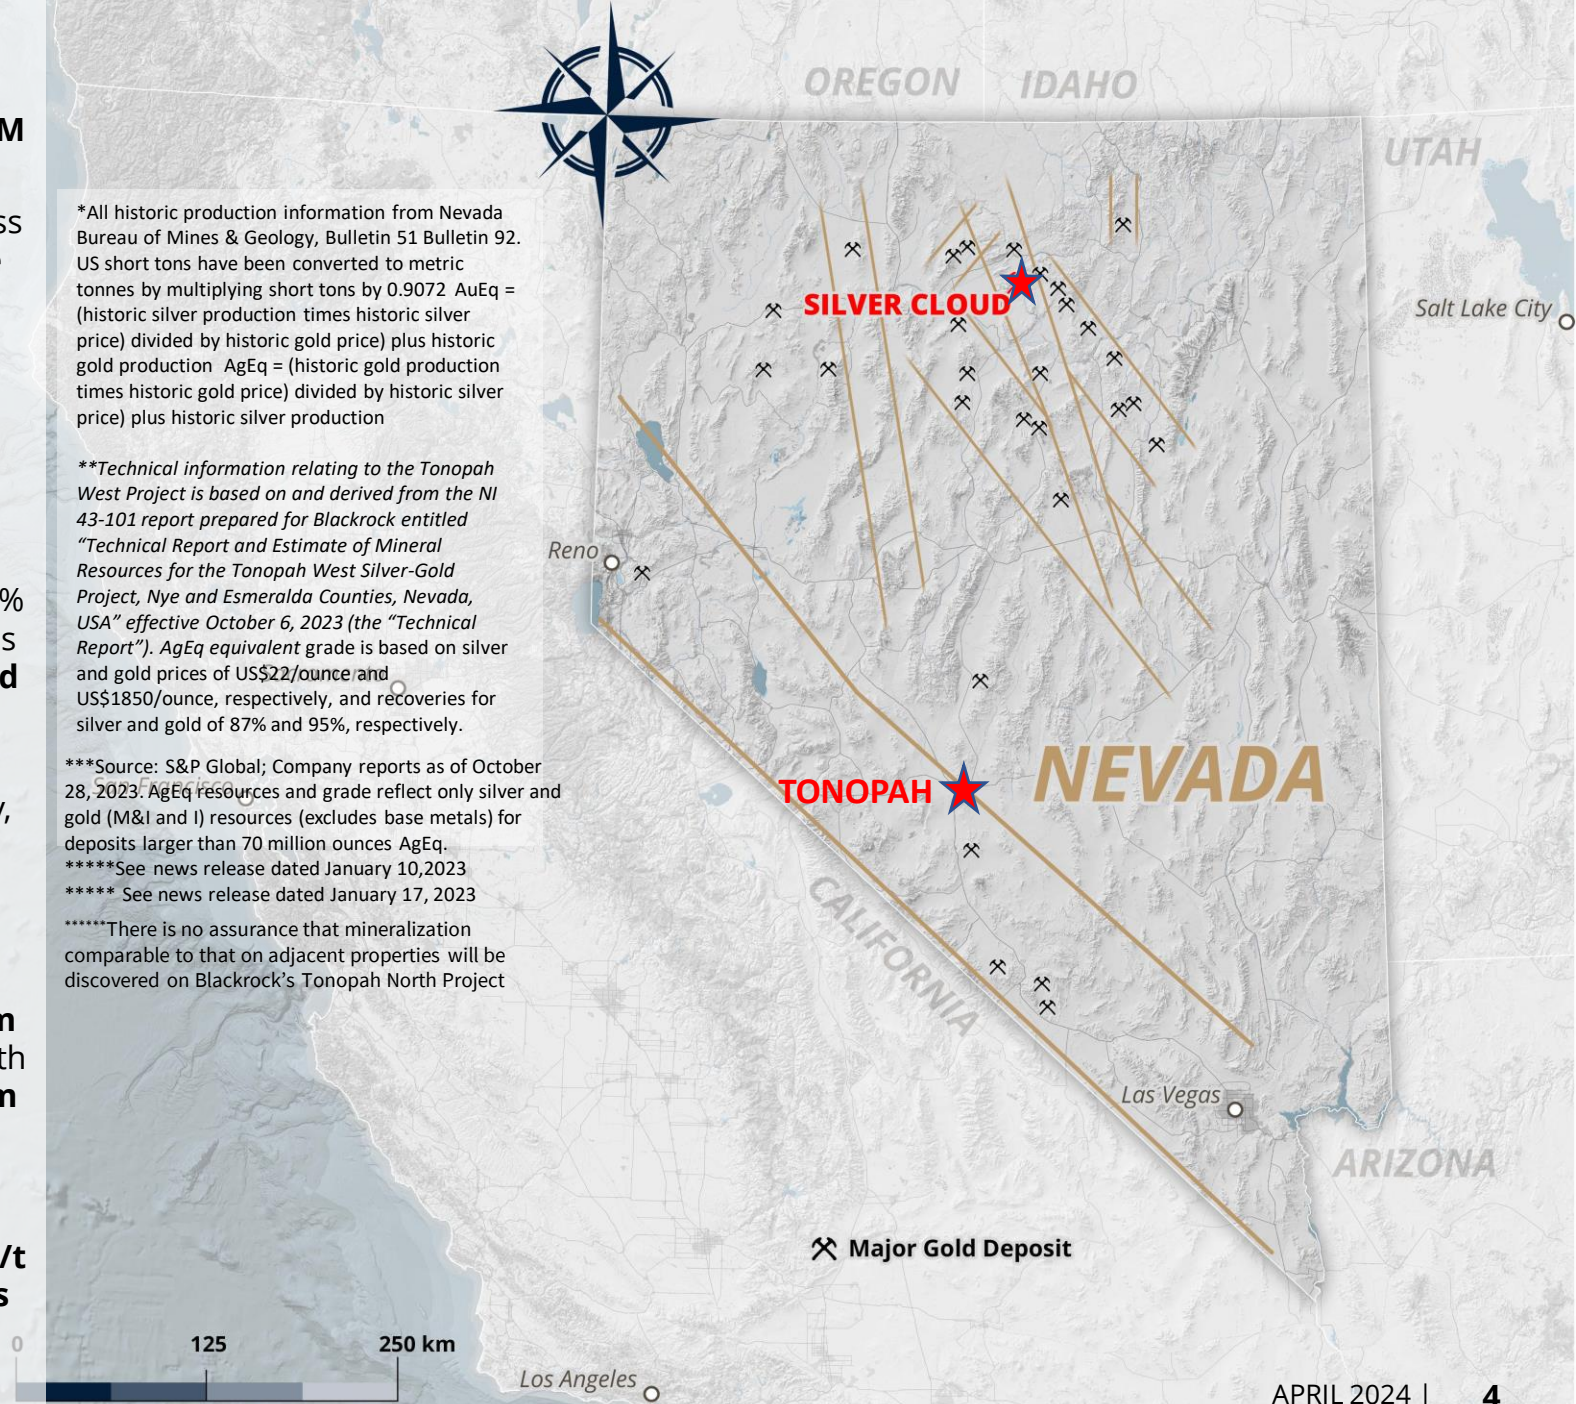 OREGON
IDAHO
UTAH
M
ss
*All historic production information from Nevada
Bureau of Mines & Geology, Bulletin 51 Bulletin 92.
US short tons have been converted to metric
tonnes by multiplying short tons by 0.9072 AuEq =
(historic silver production times historic silver
price) divided by historic gold price) plus historic
gold production AgEq = (historic gold production
times historic gold price) divided by historic silver
price) plus historic silver production
SILVER CLOUD
Salt Lake City
**Technical information relating to the Tonopah
West Project is based on and derived from the NI
43-101 report prepared for Blackrock entitled
“Technical Report and Estimate of Mineral
Resources for the Tonopah West Silver-Gold
Project, Nye and Esmeralda Counties, Nevada,
USA” effective October 6, 2023 (the “Technical
Report”). AgEq equivalent grade is based on silver
and gold prices of US$22/ounce and
US$1850/ounce, respectively, and recoveries for
silver and gold of 87% and 95%, respectively.
Reno
%
s
d
Sacramento
***Source: S&P Global; Company reports as of October
28, 2023. AgEq resources and grade reflect only silver and
gold (M&I and I) resources (excludes base metals) for
deposits larger than 70 million ounces AgEq.
*****See news release dated January 10,2023
***** See news release dated January 17, 2023
******There is no assurance that mineralization
comparable to that on adjacent properties will be
discovered on Blackrock’s Tonopah North Project
San Francisco
TONOPAH
NEVADA
CALIFORNIA
th
Las Vegas
ARIZONA
Major Gold Deposit
/t
s
0
125
250 km
Los Angeles
APRIL 2024 | 4